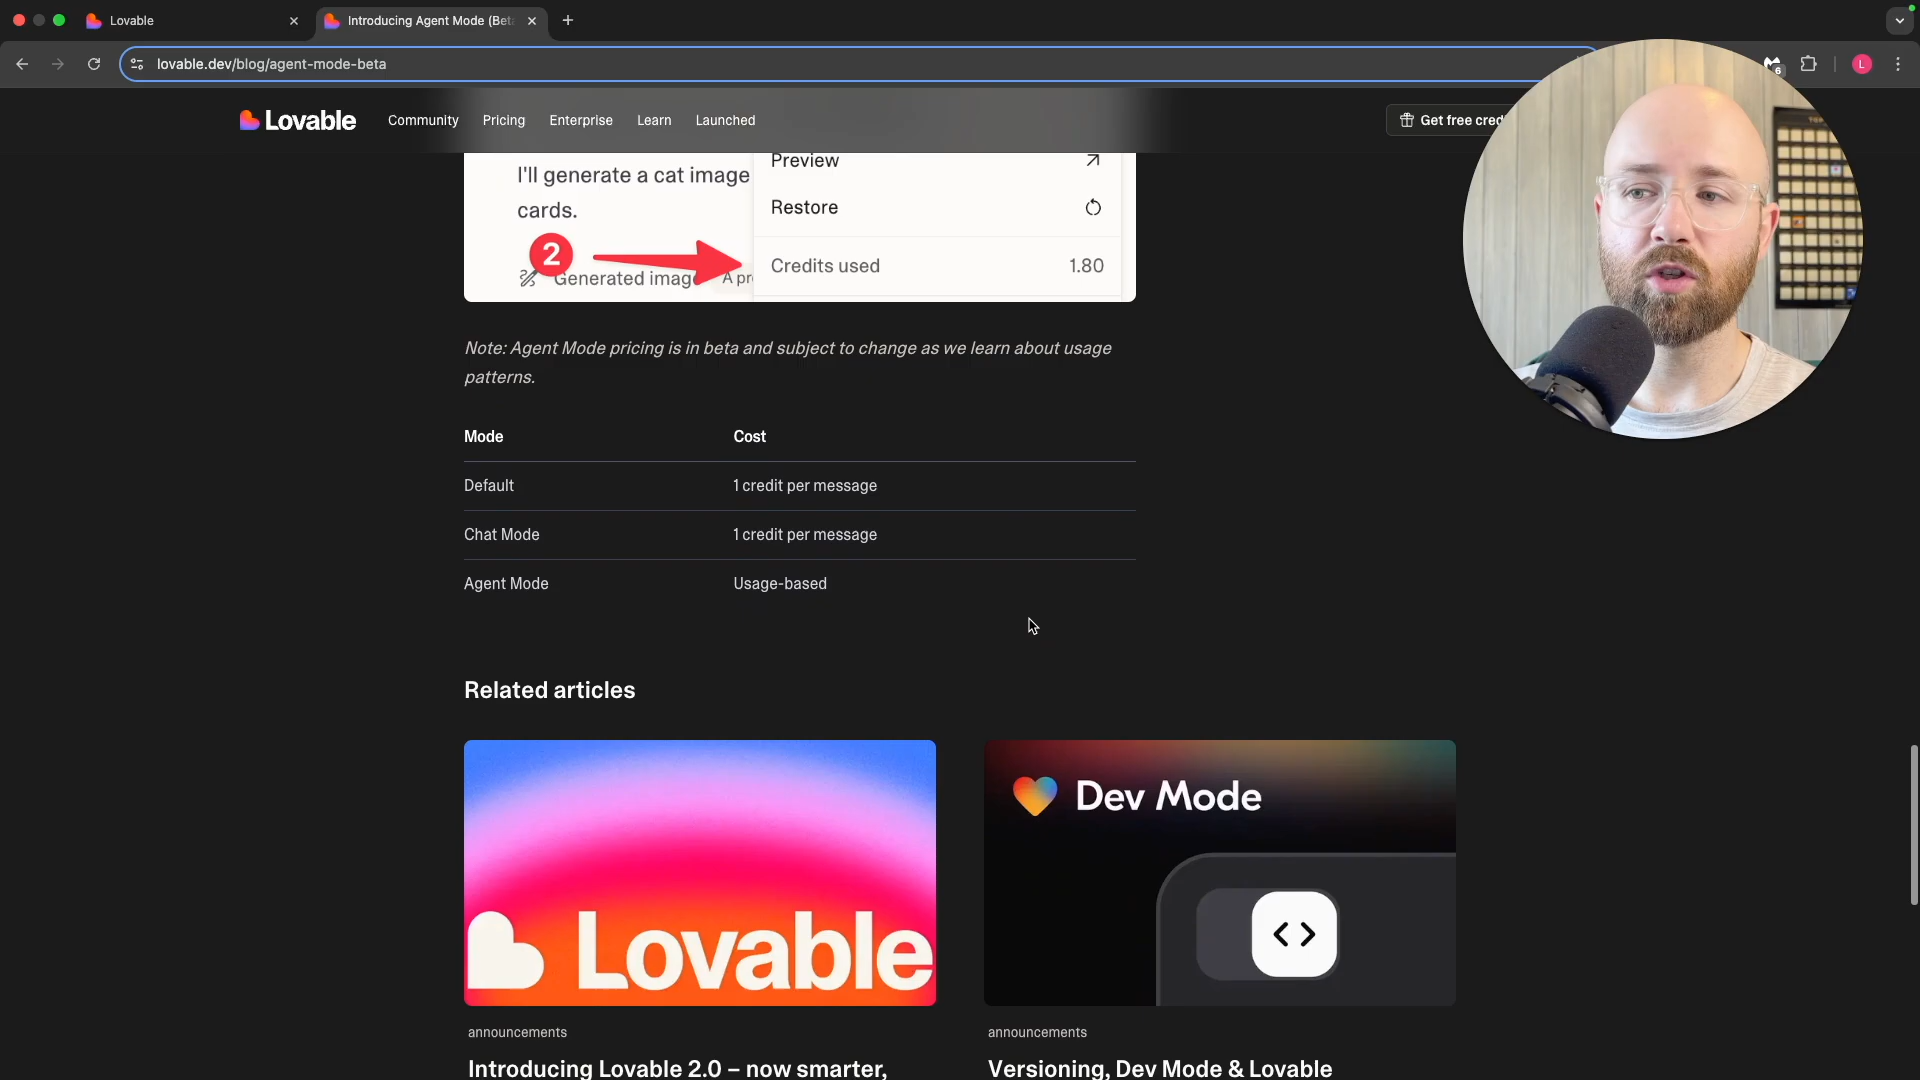 Lovable
Introducing Agent Mode (Bet
lovable.dev/blog/agent-mode-beta
6
L
Lovable
Community
Pricing
Enterprise
Learn
Launched
Get free cred
I'll generate a cat image
cards.
2
Generated imag
A pr
Preview
Restore
Credits used 1.80
Note: Agent Mode pricing is in beta and subject to change as we learn about usage
patterns.
Mode Cost
Default 1 credit per message
Chat Mode 1 credit per message
Agent Mode Usage-based
Related articles
Lovable
Dev Mode
announcements
Introducing Lovable 2.0 – now smarter,
announcements
Versioning, Dev Mode & Lovable